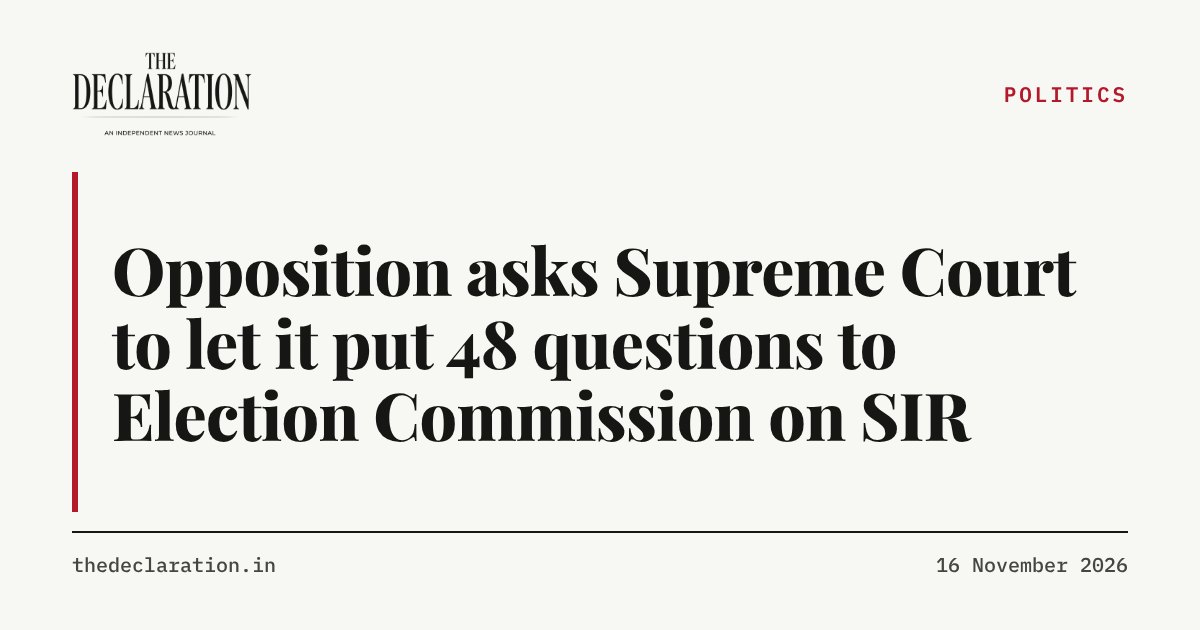 THE
DECLARATION
AN INDEPENDENT NEWS JOURNAL
POLITICS
Opposition asks Supreme Court
to let it put 48 questions to
Election Commission on SIR
thedeclaration.in
16 November 2026